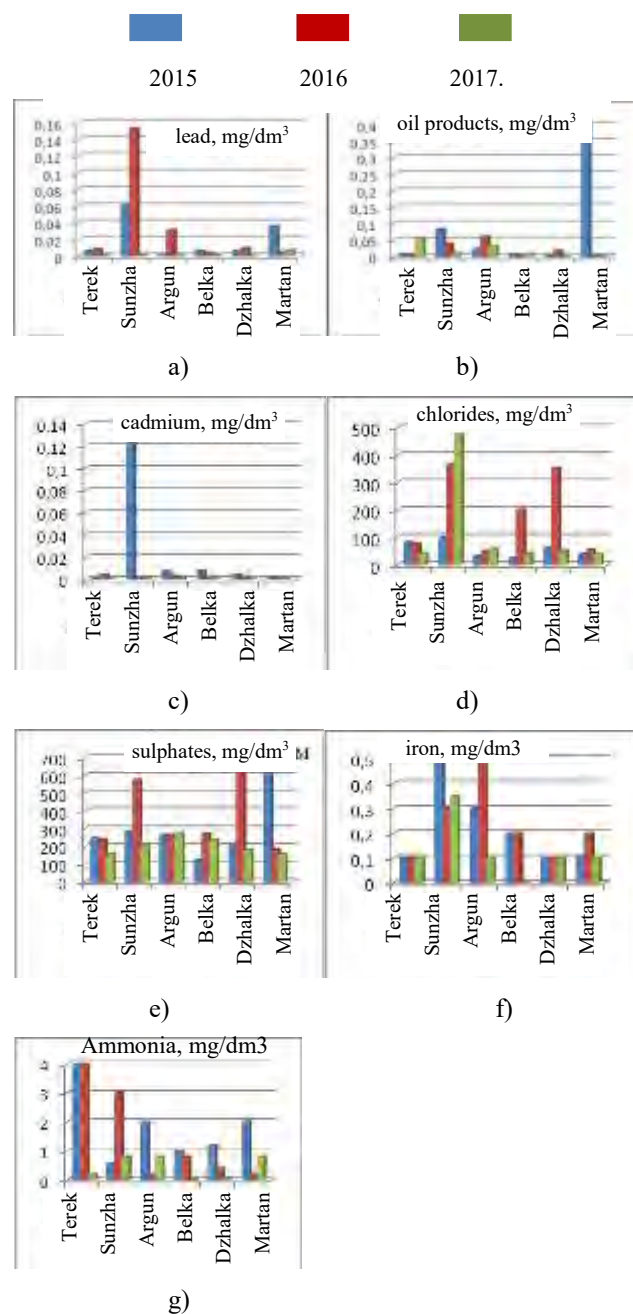 2015 2016 2017.
lead, mg/dm³
0,16
0,14
0,12
0,1
0,08
0,06
0,04
0,02
0
Terek Sunzha Argun Belka Dzhalka Martan
a)
oil products, mg/dm³
0,4
0,35
0,3
0,25
0,2
0,15
0,1
0,05
0
Terek Sunzha Argun Belka Dzhalka Martan
b)
cadmium, mg/dm³
0,14
0,12
0,1
0,08
0,06
0,04
0,02
0
Terek Sunzha Argun Belka Dzhalka Martan
c)
chlorides, mg/dm³
500
400
300
200
100
0
Terek Sunzha Argun Belka Dzhalka Martan
d)
sulphates, mg/dm³ M
700
600
500
400
300
200
100
0
Terek Sunzha Argun Belka Dzhalka Martan
e)
iron, mg/dm3
0,5
0,4
0,3
0,2
0,1
0
Terek Sunzha Argun Belka Dzhalka Martan
f)
Ammonia, mg/dm3
4
3
2
1
0
Terek Sunzha Argun Belka Dzhalka Martan
g)